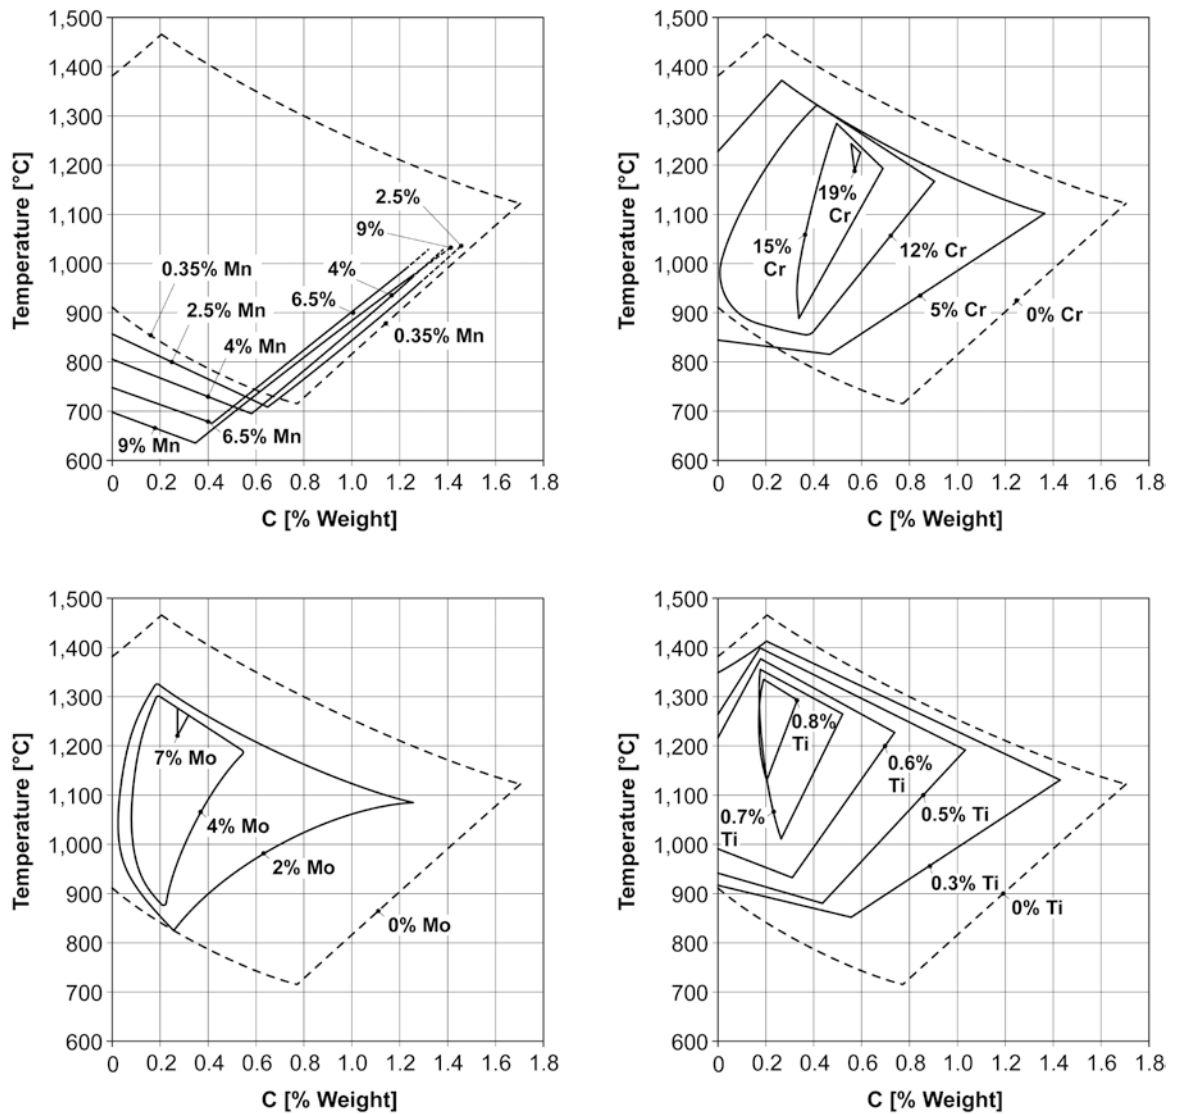 1,500
1,400
1,300
1,200
1,100
1,000
900
800
700
600
Temperature [°C]
0 0.2 0.4 0.6 0.8 1.0 1.2 1.4 1.6 1.8
C [% Weight]
2.5%
9%
0.35% Mn
4%
6.5%
2.5% Mn
0.35% Mn
4% Mn
6.5% Mn
9% Mn
1,500
1,400
1,300
1,200
1,100
1,000
900
800
700
600
Temperature [°C]
0 0.2 0.4 0.6 0.8 1.0 1.2 1.4 1.6 1.8
C [% Weight]
19%
Cr
15%
Cr
12% Cr
5% Cr
0% Cr
1,500
1,400
1,300
1,200
1,100
1,000
900
800
700
600
Temperature [°C]
0 0.2 0.4 0.6 0.8 1.0 1.2 1.4 1.6 1.8
C [% Weight]
7% Mo
4% Mo
2% Mo
0% Mo
1,500
1,400
1,300
1,200
1,100
1,000
900
800
700
600
Temperature [°C]
0 0.2 0.4 0.6 0.8 1.0 1.2 1.4 1.6 1.8
C [% Weight]
0.8%
Ti
0.6%
Ti
0.7%
Ti
0.5% Ti
0.3% Ti
0% Ti